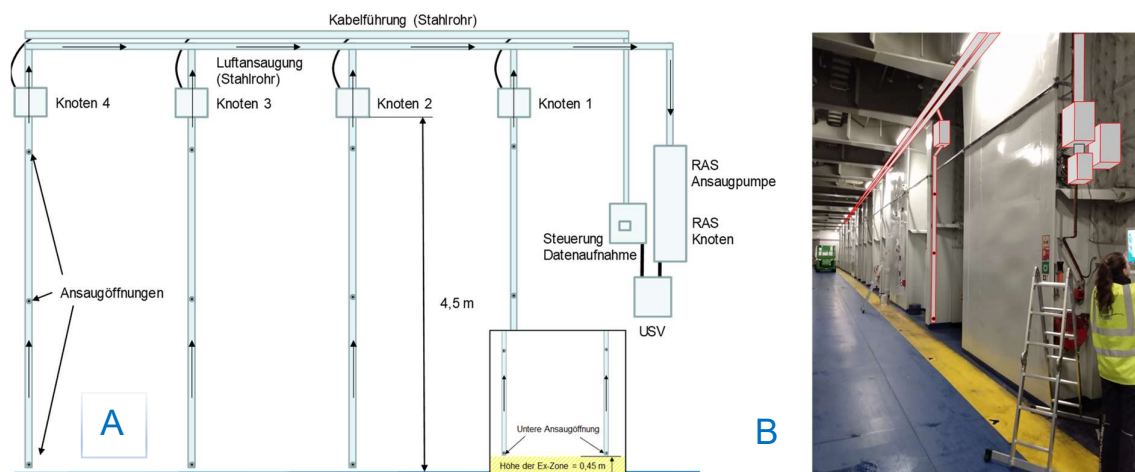 Kabelführung (Stahlrohr)
Luftansaugung
(Stahlrohr)
Knoten 4
Knoten 3
Knoten 2
Knoten 1
RAS
Ansaugpumpe
RAS
Knoten
Steuerung
Datenaufnahme
Ansaugöffnungen
4,5 m
USV
A
Untere Ansaugöffnung
Höhe der Ex-Zone = 0,45 m
B